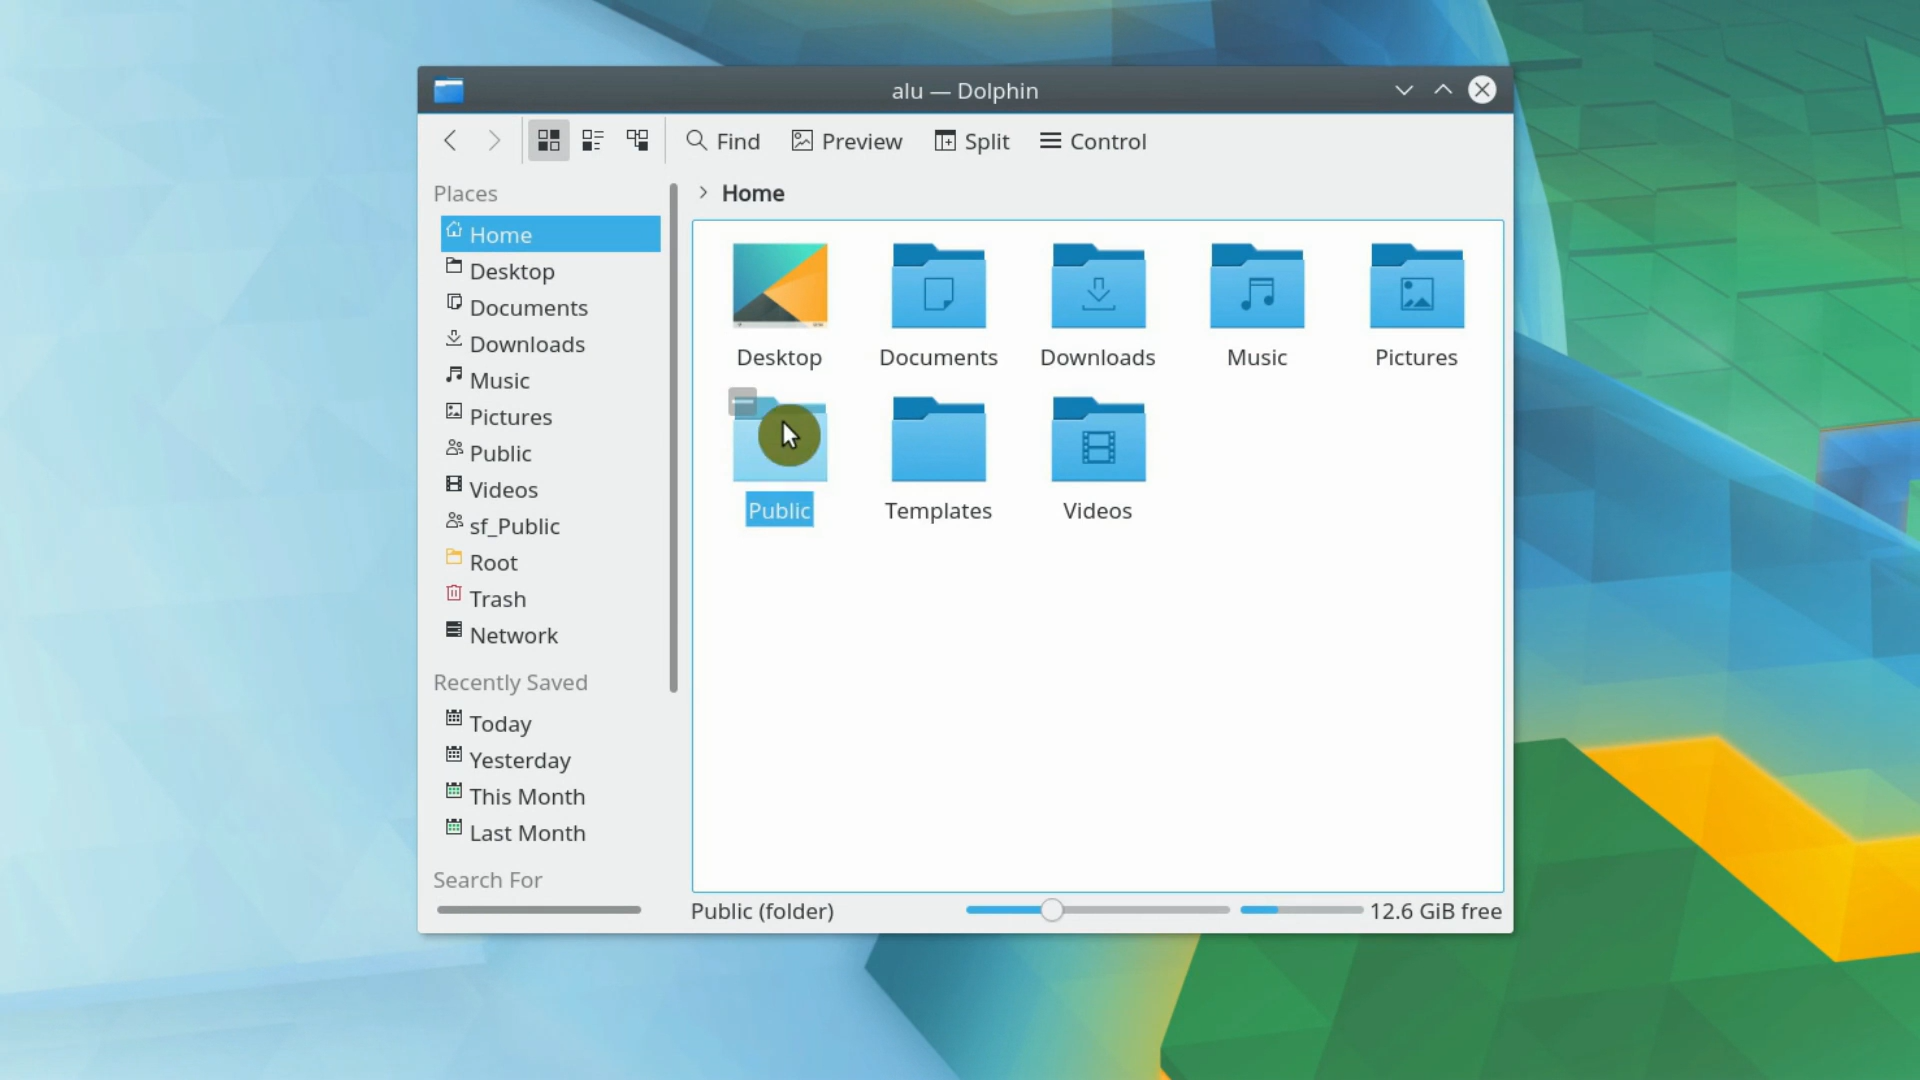 alu — Dolphin
Find
Preview
Split
Control
Places
Home
Desktop
Documents
Downloads
Music
Pictures
Public
Videos
sf_Public
Root
Trash
Network
Recently Saved
Today
Yesterday
This Month
Last Month
Search For
Home
Desktop
Documents
Downloads
Music
Pictures
Public
Templates
Videos
Public (folder)
12.6 GiB free